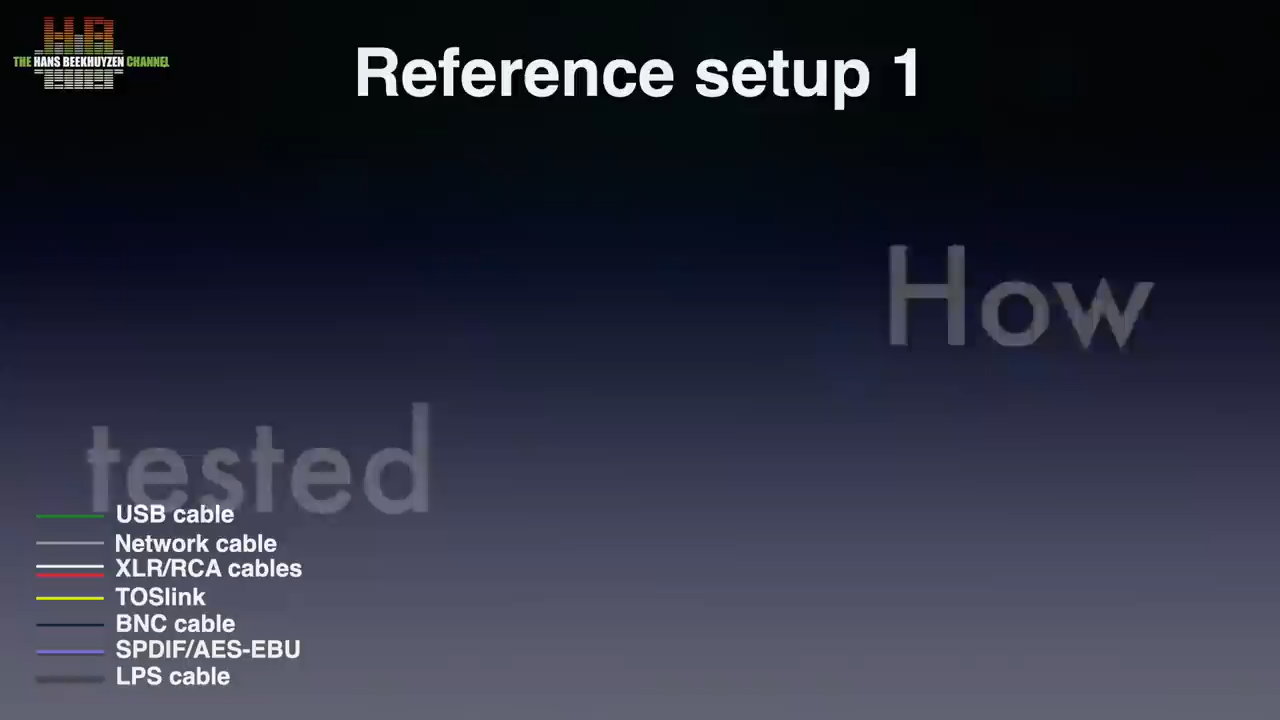 THE HANS BEEKHUYZEN CHANNEL
Reference setup 1
How
tested
USB cable
Network cable
XLR/RCA cables
TOSlink
BNC cable
SPDIF/AES-EBU
LPS cable